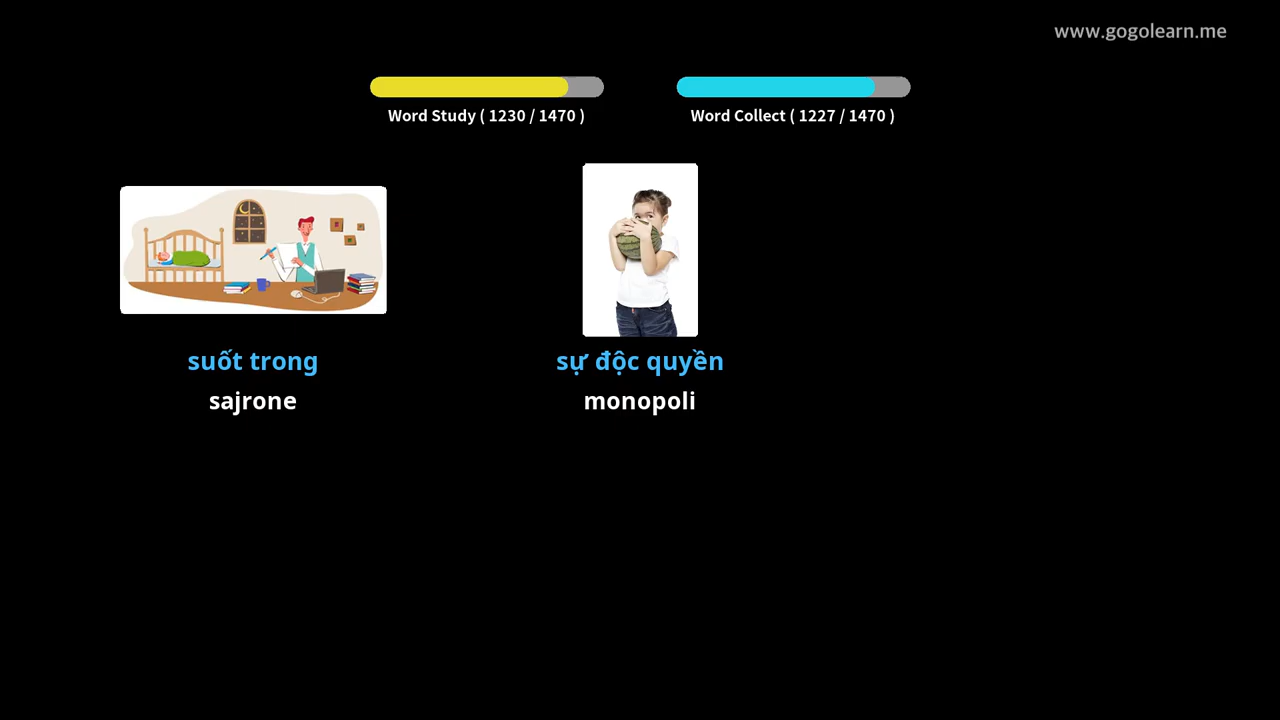 www.gogolearn.me
Word Study ( 1230 / 1470 )
Word Collect ( 1227 / 1470 )
suốt trong
sajrone
sự độc quyền
monopoli